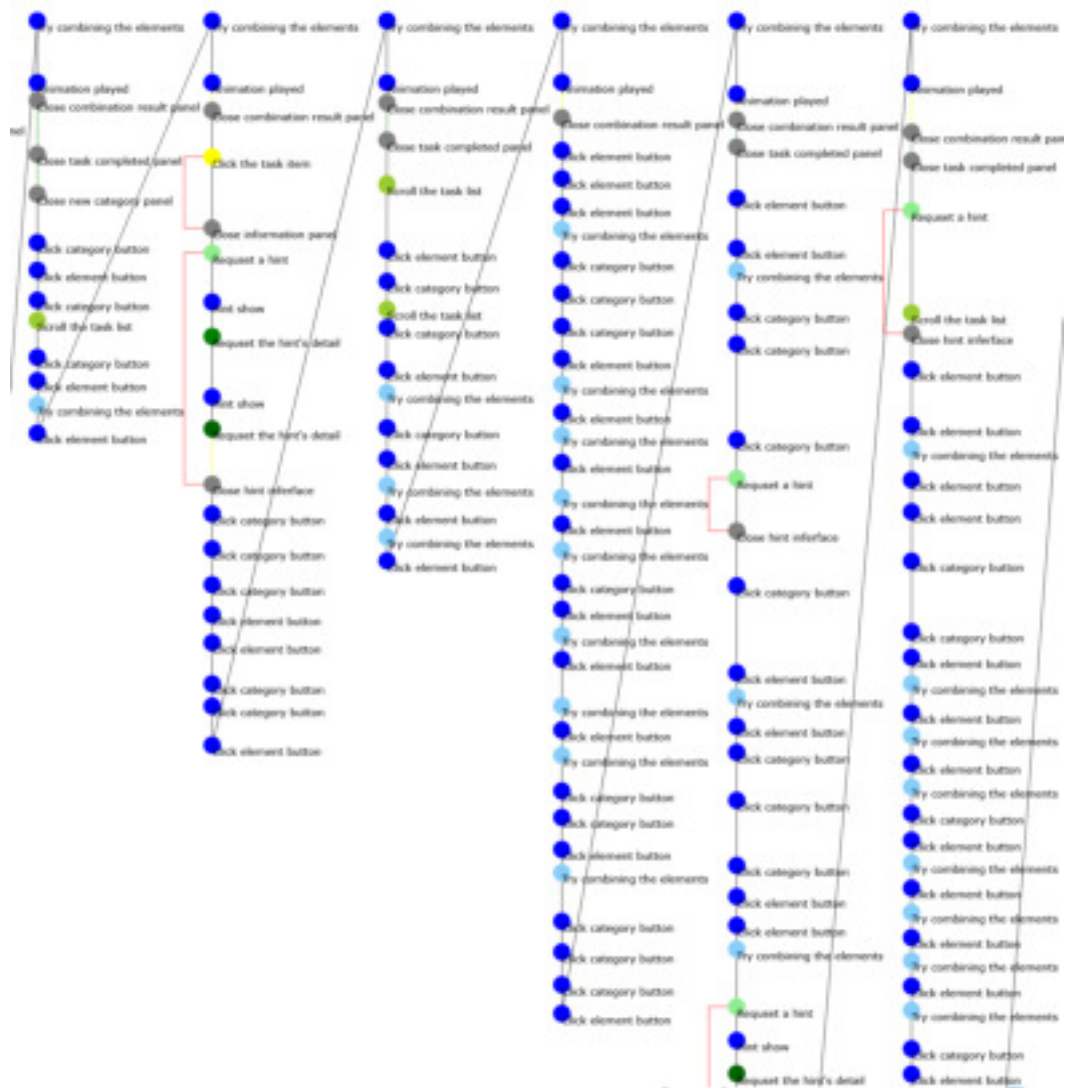 Try combining the elements
Animation played
Close combination result panel
Close task completed panel
Close new category panel
Click category button
Click element button
Click category button
Scroll the task list
Click category button
Click element button
Try combining the elements
Click element button
Try combining the elements
Animation played
Close combination result panel
Click the task item
Close information panel
Requset a hint
Hint show
Requset the hint's detail
Hint show
Requset the hint's detail
Close hint inferface
Click category button
Click category button
Click category button
Click element button
Click element button
Click category button
Click category button
Click element button
Try combining the elements
Animation played
Close combination result panel
Close task completed panel
Scroll the task list
Click element button
Click category button
Scroll the task list
Click category button
Click element button
Try combining the elements
Click category button
Click element button
Try combining the elements
Click element button
Try combining the elements
Click element button
Try combining the elements
Animation played
Close combination result panel
Click element button
Click element button
Click element button
Try combining the elements
Click category button
Click category button
Click category button
Click element button
Try combining the elements
Click element button
Try combining the elements
Click element button
Try combining the elements
Click element button
Try combining the elements
Click category button
Click element button
Try combining the elements
Click element button
Try combining the elements
Click element button
Try combining the elements
Click category button
Click category button
Click element button
Try combining the elements
Click category button
Click category button
Click category button
Click element button
Try combining the elements
Animation played
Close combination result panel
Close task completed panel
Click element button
Click element button
Try combining the elements
Click category button
Click category button
Click category button
Requset a hint
Close hint inferface
Click category button
Click element button
Try combining the elements
Click element button
Click category button
Click category button
Click category button
Click element button
Click element button
Try combining the elements
Requset a hint
Hint show
Requset the hint's detail
Try combining the elements
Animation played
Close combination result pan
Close task completed panel
Requset a hint
Scroll the task list
Close hint inferface
Click element button
Click element button
Try combining the elements
Click element button
Click element button
Click category button
Click category button
Click element button
Try combining the elements
Click element button
Try combining the elements
Click element button
Try combining the elements
Click category button
Click element button
Try combining the elements
Click element button
Try combining the elements
Click element button
Try combining the elements
Click element button
Try combining the elements
Click category button
Click element button